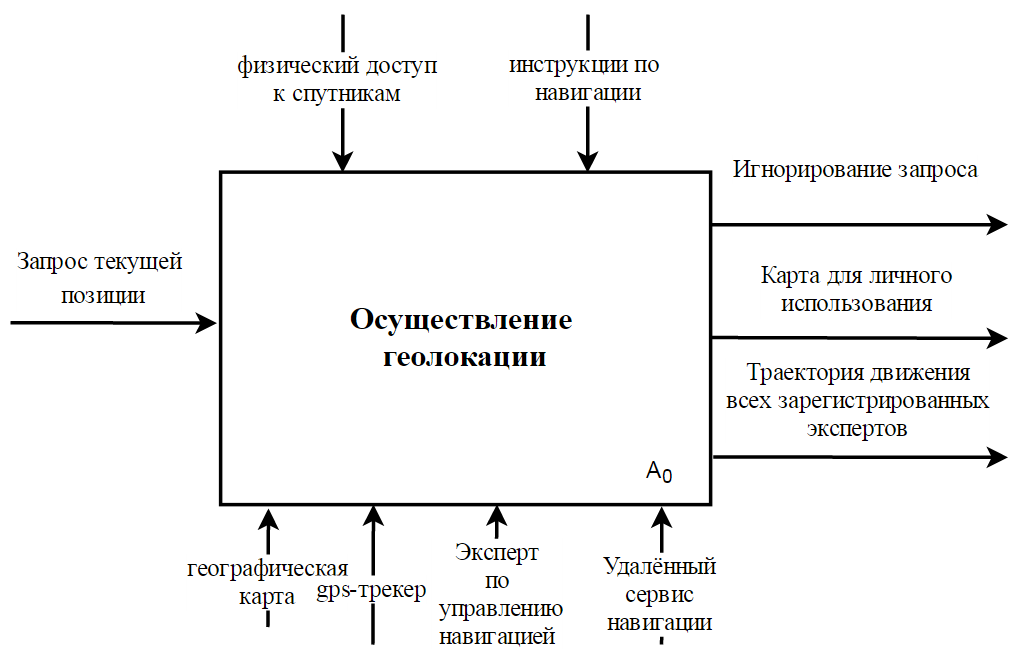 физический доступ
к спутникам
инструкции по
навигации
Игнорирование запроса
Запрос текущей
позиции
Карта для личного
использования
Осуществление
геолокации
Траектория движения
всех зарегистрированных
экспертов
A0
географическая
карта
gps-трекер
Эксперт
по
управлению
навигацией
Удалённый
сервис
навигации